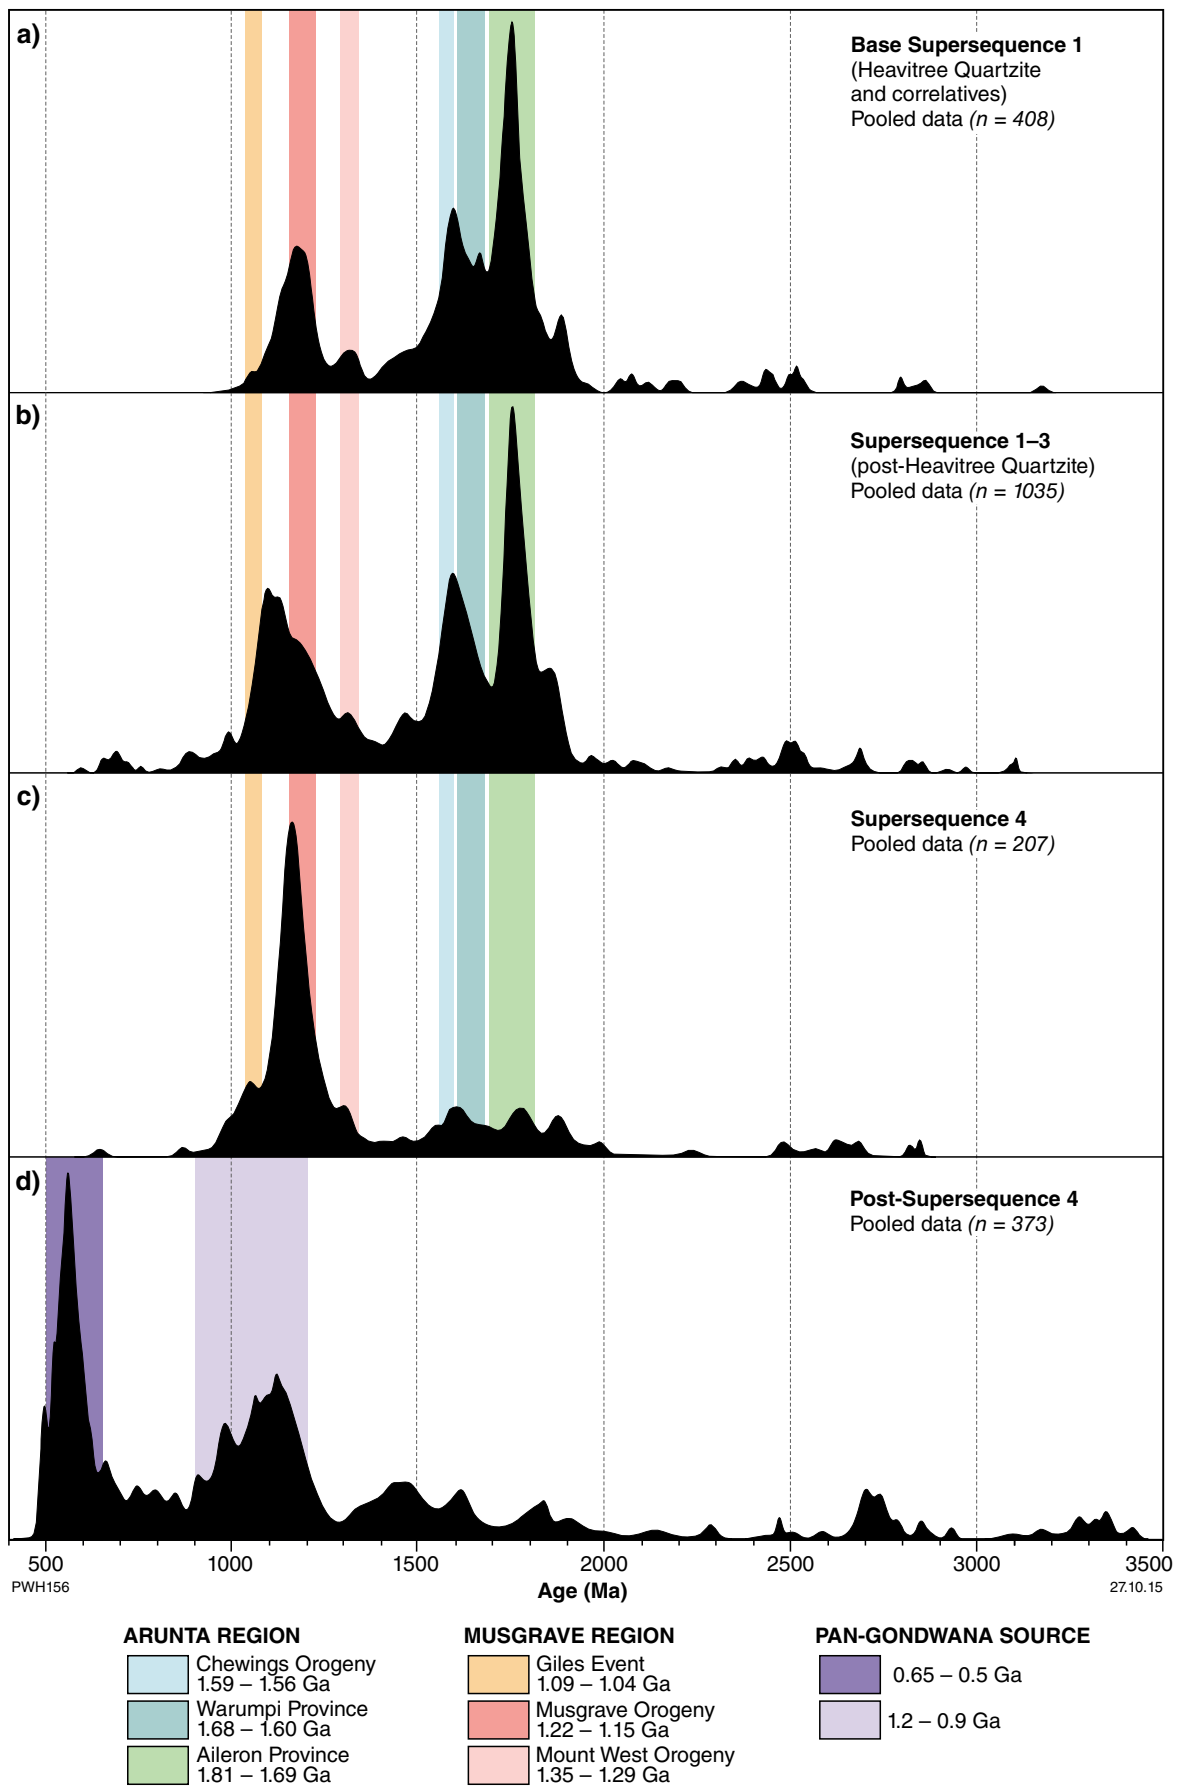 a)
Base Supersequence 1
(Heavitree Quartzite
and correlatives)
Pooled data (n = 408)
b)
Supersequence 1–3
(post-Heavitree Quartzite)
Pooled data (n = 1035)
c)
Supersequence 4
Pooled data (n = 207)
d)
Post-Supersequence 4
Pooled data (n = 373)
500 1000 1500 2000 2500 3000 3500
PWH156 Age (Ma) 27.10.15
ARUNTA REGION
Chewings Orogeny
1.59 – 1.56 Ga
Warumpi Province
1.68 – 1.60 Ga
Aileron Province
1.81 – 1.69 Ga
MUSGRAVE REGION
Giles Event
1.09 – 1.04 Ga
Musgrave Orogeny
1.22 – 1.15 Ga
Mount West Orogeny
1.35 – 1.29 Ga
PAN-GONDWANA SOURCE
0.65 – 0.5 Ga
1.2 – 0.9 Ga